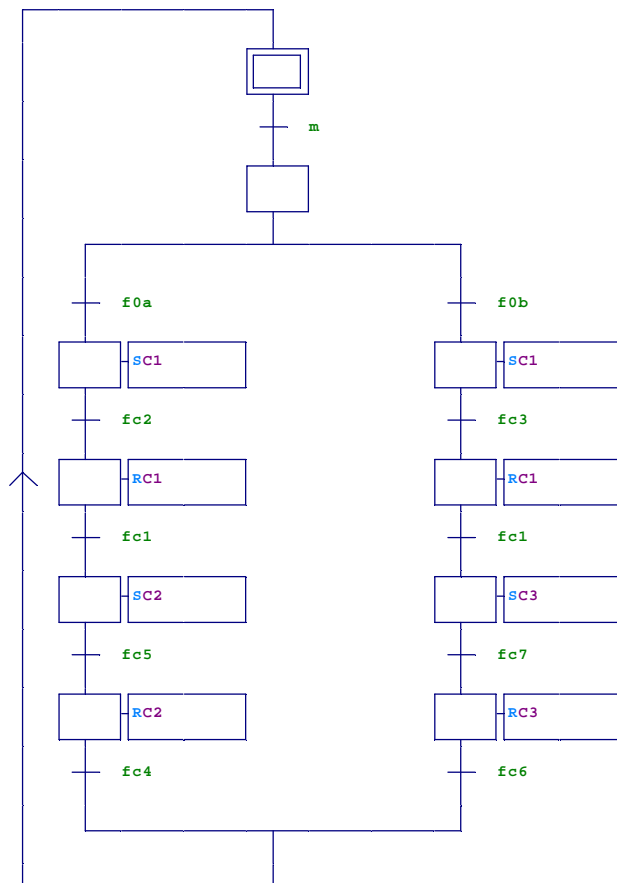 m
f0a f0b
SC1 SC1
fc2 fc3
RC1 RC1
fc1 fc1
SC2 SC3
fc5 fc7
RC2 RC3
fc4 fc6